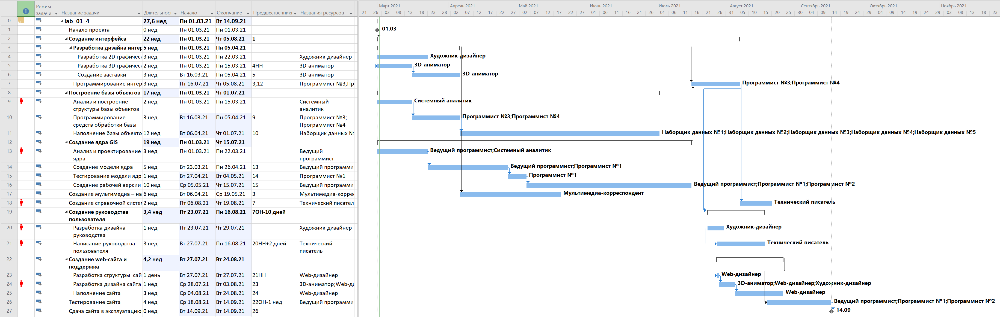 Режим задачи Название задачи Длительность Начало Окончание Предшественники Названия ресурсов
Март 2021 Апрель 2021 Май 2021 Июнь 2021 Июль 2021 Август 2021 Сентябрь 2021 Октябрь 2021 Ноябрь 2021
21 26 03 08 13 18 23 28 02 07 12 17 22 27 02 07 12 17 22 27 01 06 11 16 21 26 01 06 11 16 21 26 31 05 10 15 20 25 30 04 09 14 19 24 29 04 09 14 19 24 29 03 08 13 18 23
0 lab_01_4 27,6 нед Пн 01.03.21 Вт 14.09.21
1 Начало проекта 0 нед Пн 01.03.21 Пн 01.03.21 01.03
2 Создание интерфейса 22 нед Пн 01.03.21 Чт 05.08.21 1
3 Разработка дизайна интер 5 нед Пн 01.03.21 Пн 05.04.21
4 Разработка 2D графическ 3 нед Пн 01.03.21 Пн 22.03.21 Художник-дизайнер Художник-дизайнер
5 Разработка 3D графическ 2 нед Пн 01.03.21 Пн 15.03.21 4НН 3D-аниматор 3D-аниматор
6 Создание заставки 3 нед Вт 16.03.21 Пн 05.04.21 5 3D-аниматор 3D-аниматор
7 Программирование интер 3 нед Пт 16.07.21 Чт 05.08.21 3;12 Программист №3;Пр Программист №3;Программист №4
8 Построение базы объектов 17 нед Пн 01.03.21 Чт 01.07.21
9 Анализ и построение структуры базы объектов 2 нед Пн 01.03.21 Пн 15.03.21 Системный аналитик Системный аналитик
10 Программирование средств обработки базы 3 нед Вт 16.03.21 Пн 05.04.21 9 Программист №3; Программист №4 Программист №3;Программист №4
11 Наполнение базы объекто 12 нед Вт 06.04.21 Чт 01.07.21 10 Наборщик данных № Наборщик данных №1;Наборщик данных №2;Наборщик данных №3;Наборщик данных №4;Наборщик данных №5
12 Создание ядра GIS 19 нед Пн 01.03.21 Чт 15.07.21
13 Анализ и проектирование ядра 3 нед Пн 01.03.21 Пн 22.03.21 Ведущий программист Ведущий программист;Системный аналитик
14 Создание модели ядра 5 нед Вт 23.03.21 Пн 26.04.21 13 Ведущий программи Ведущий программист;Программист №1
15 Тестирование модели ядр 1 нед Вт 27.04.21 Вт 04.05.21 14 Программист №1 Программист №1
16 Создание рабочей версии 10 нед Ср 05.05.21 Чт 15.07.21 15 Ведущий программи Ведущий программист;Программист №1;Программист №2
17 Создание мультимедиа – на 6 нед Вт 06.04.21 Ср 19.05.21 3 Мультимедиа-корре Мультимедиа-корреспондент
18 Создание справочной систе 2 нед Пт 06.08.21 Чт 19.08.21 7 Технический писател Технический писатель
19 Создание руководства пользователя 3,4 нед Пт 23.07.21 Пн 16.08.21 7ОН-10 дней
20 Разработка дизайна руководства 1 нед Пт 23.07.21 Чт 29.07.21 Художник-дизайнер Художник-дизайнер
21 Написание руководства пользователя 3 нед Вт 27.07.21 Пн 16.08.21 20НН+2 дней Технический писатель Технический писатель
22 Создание web-сайта и поддержка 4,2 нед Вт 27.07.21 Вт 24.08.21
23 Разработка структуры сай 1 день Вт 27.07.21 Вт 27.07.21 21НН Web-дизайнер Web-дизайнер
24 Разработка дизайна сайта 1 нед Ср 28.07.21 Вт 03.08.21 23 3D-аниматор;Web-ди 3D-аниматор;Web-дизайнер;Художник-дизайнер
25 Наполнение сайта 3 нед Ср 04.08.21 Вт 24.08.21 24 Web-дизайнер Web-дизайнер
26 Тестирование сайта 4 нед Ср 18.08.21 Вт 14.09.21 22ОН-1 нед Ведущий программи Ведущий программист;Программист №1;Программист №2
27 Сдача сайта в эксплуатацию 0 нед Вт 14.09.21 Вт 14.09.21 26 14.09